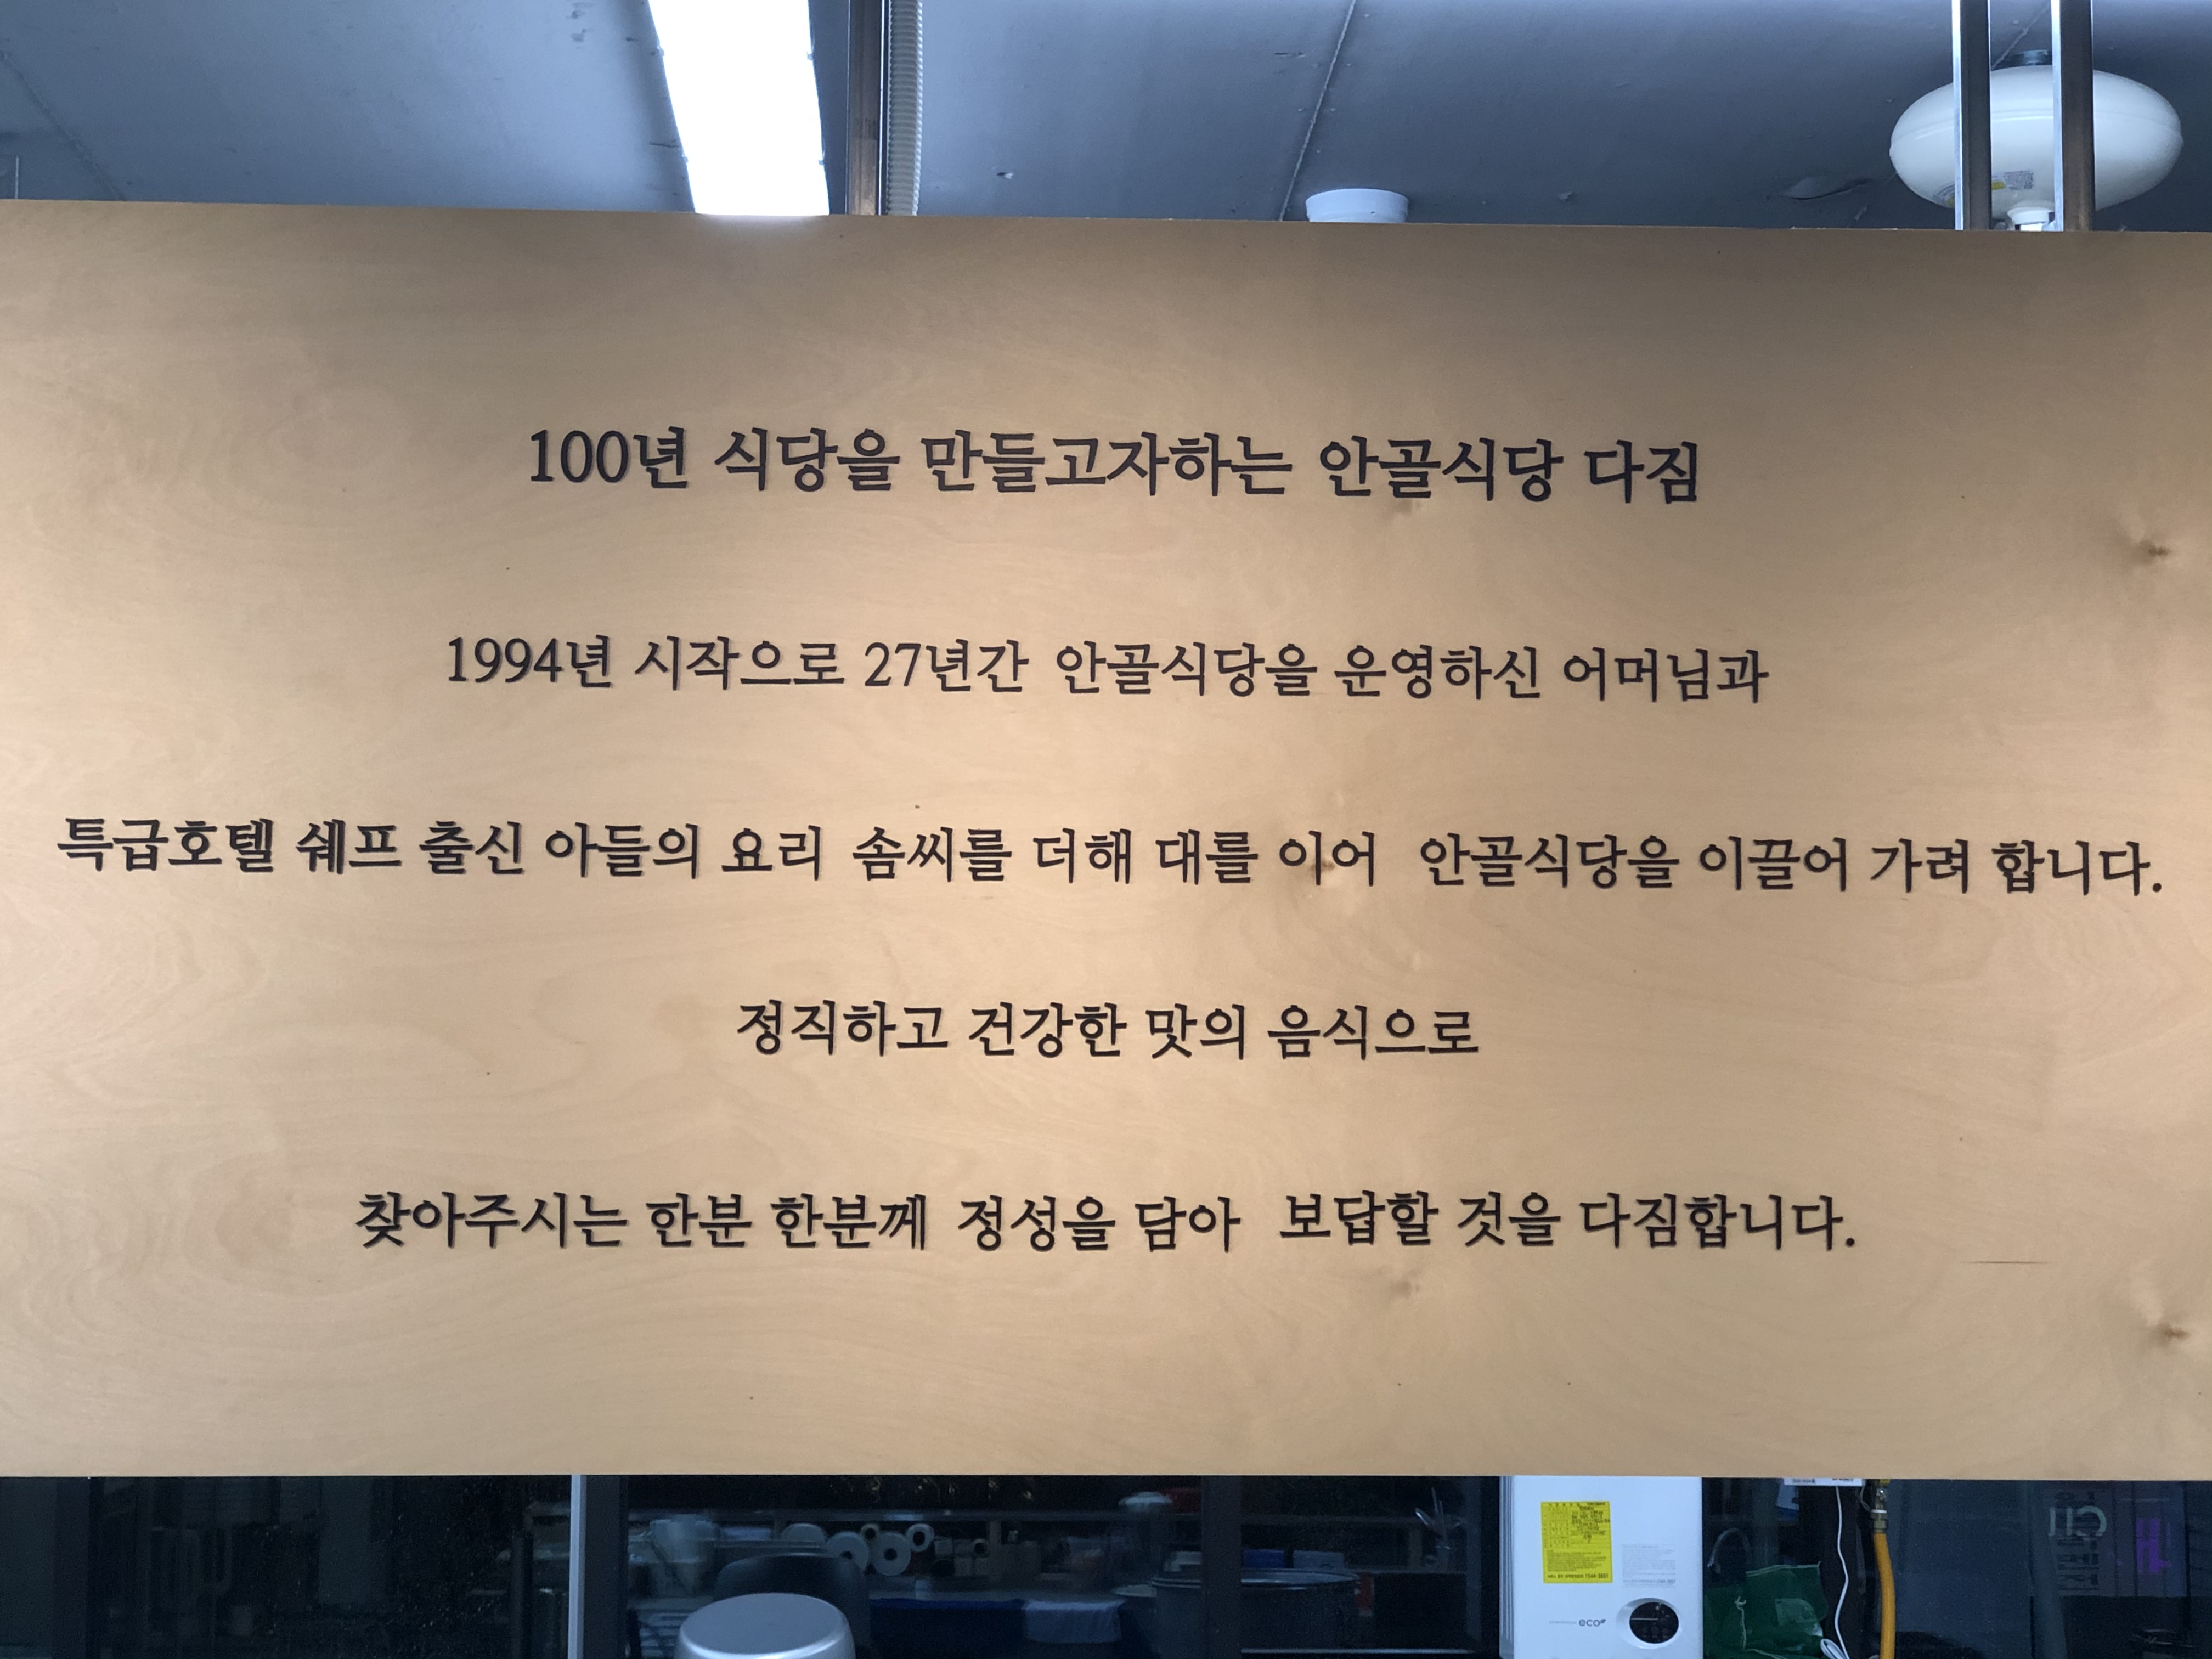 100년 식당을 만들고자하는 안골식당 다짐
1994년 시작으로 27년간 안골식당을 운영하신 어머님과
특급호텔 쉐프 출신 아들의 요리 솜씨를 더해 대를 이어 안골식당을 이끌어 가려 합니다.
정직하고 건강한 맛의 음식으로
찾아주시는 한분 한분께 정성을 담아 보답할 것을 다짐합니다.
eco